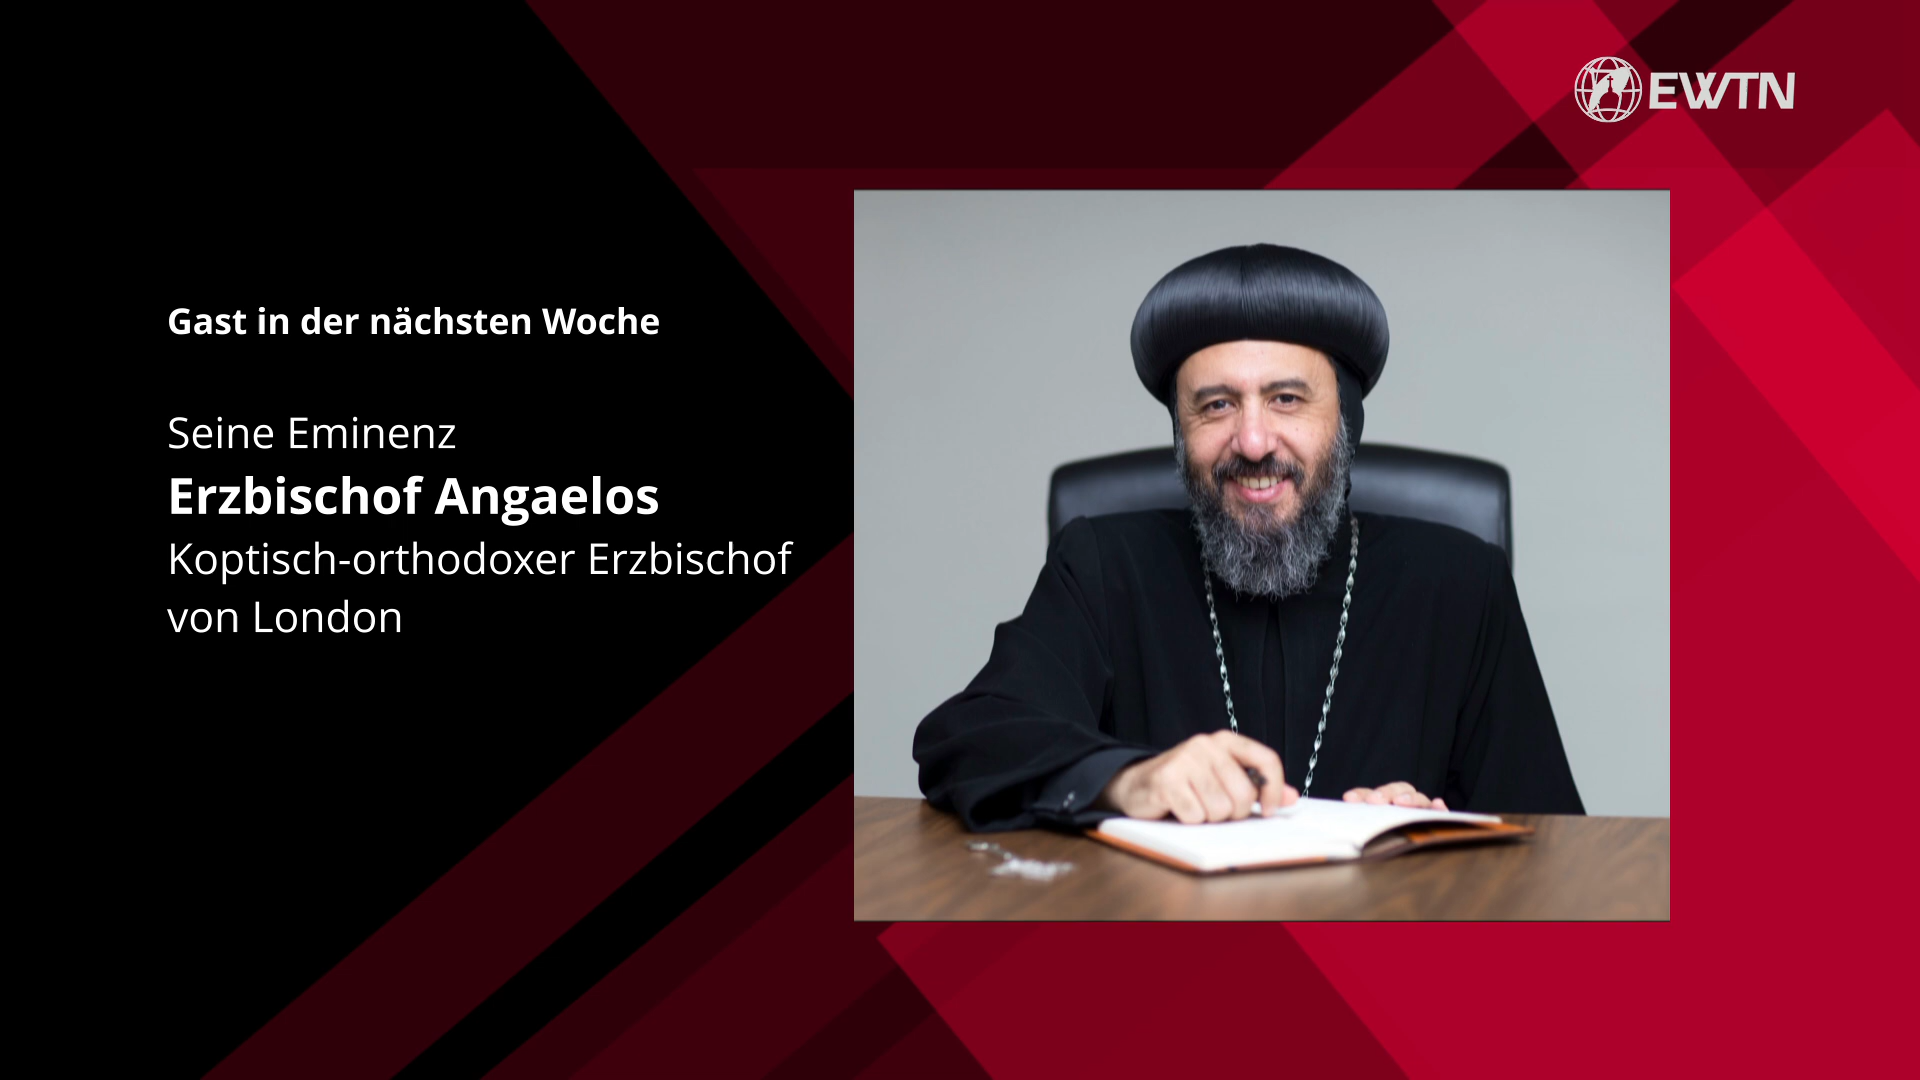 EWTN
Gast in der nächsten Woche
Seine Eminenz
Erzbischof Angaelos
Koptisch-orthodoxer Erzbischof
von London